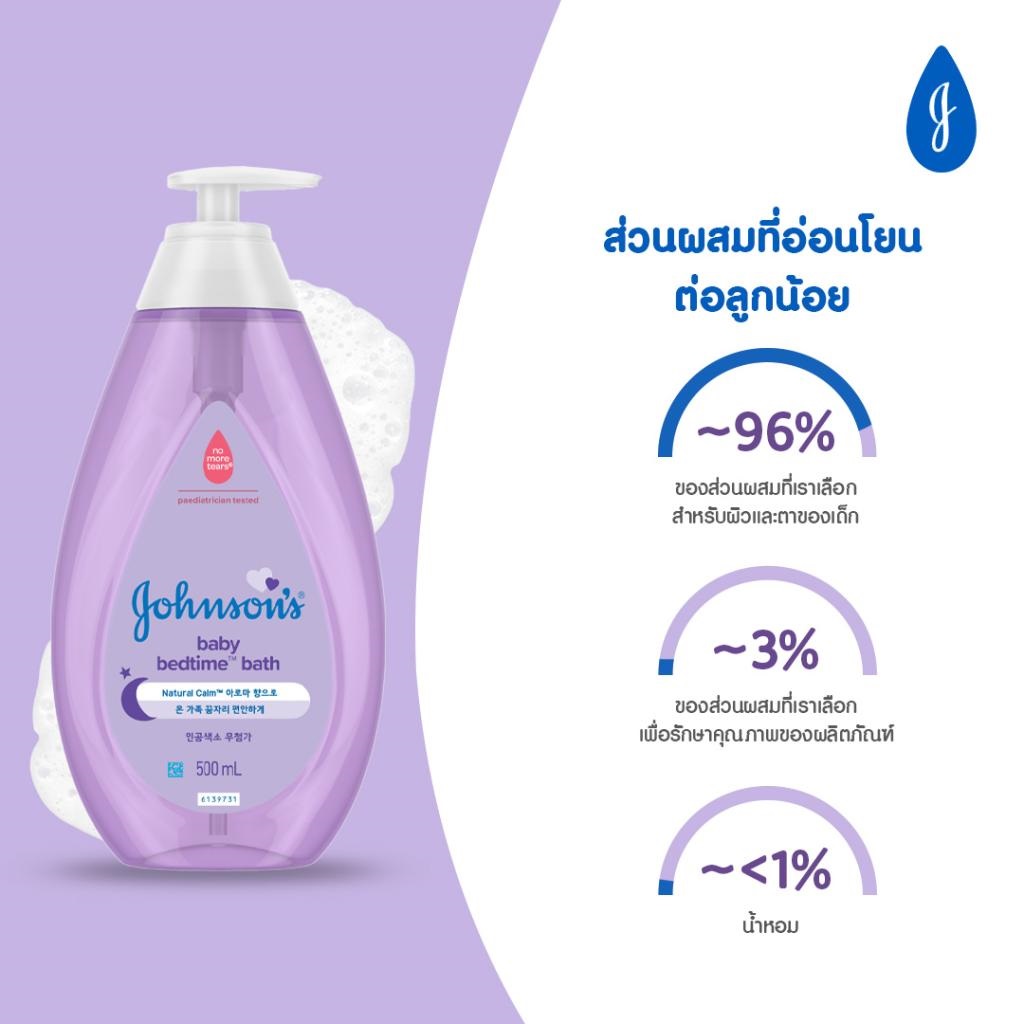 no
more
tears®
paediatrician tested
Johnson's®
baby
bedtime™ bath
Natural Calm™ 아로마 향으로
온 가족 꿈자리 편안하게
인공색소 무첨가
500 mL
6139731
J
ส่วนผสมที่อ่อนโยน
ต่อลูกน้อย
~96%
ของส่วนผสมที่เราเลือก
สำหรับผิวและตาของเด็ก
~3%
ของส่วนผสมที่เราเลือก
เพื่อรักษาคุณภาพของผลิตภัณฑ์
~<1%
น้ำหอม